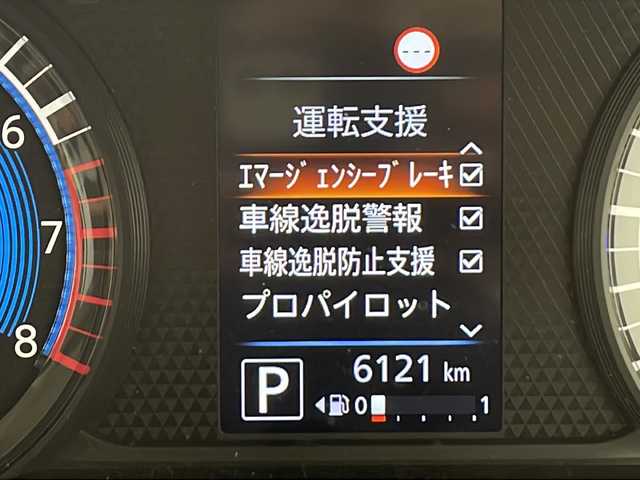 ---
運転支援
ｴﾏｰｼﾞｪﾝｼｰﾌﾞﾚｰｷ
車線逸脱警報
車線逸脱防止支援
プロパイロット
6
7
8
P
6121 km
0 1